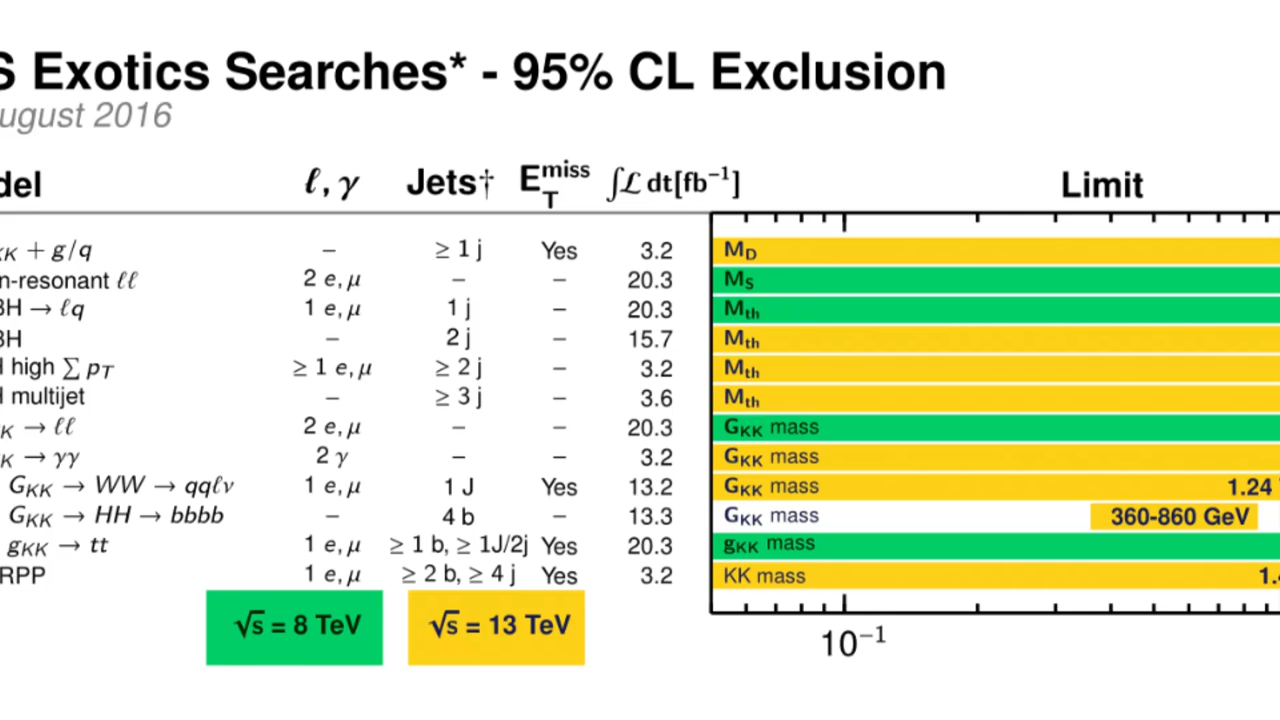 S Exotics Searches* - 95% CL Exclusion
ugust 2016
del ℓ, γ Jets† E_T^miss ∫ℒ dt[fb⁻¹] Limit
KK + g/q – ≥ 1 j Yes 3.2 M_D
n-resonant ℓℓ 2 e, μ – – 20.3 M_S
BH → ℓq 1 e, μ 1 j – 20.3 M_th
BH – 2 j – 15.7 M_th
high ∑ p_T ≥ 1 e, μ ≥ 2 j – 3.2 M_th
multijet – ≥ 3 j – 3.6 M_th
K → ℓℓ 2 e, μ – – 20.3 G_KK mass
K → γγ 2 γ – – 3.2 G_KK mass
G_KK → WW → qqℓν 1 e, μ 1 J Yes 13.2 G_KK mass 1.24
G_KK → HH → bbbb – 4 b – 13.3 G_KK mass 360-860 GeV
g_KK → tt 1 e, μ ≥ 1 b, ≥ 1J/2j Yes 20.3 g_KK mass
RPP 1 e, μ ≥ 2 b, ≥ 4 j Yes 3.2 KK mass 1.
√s = 8 TeV √s = 13 TeV
10⁻¹